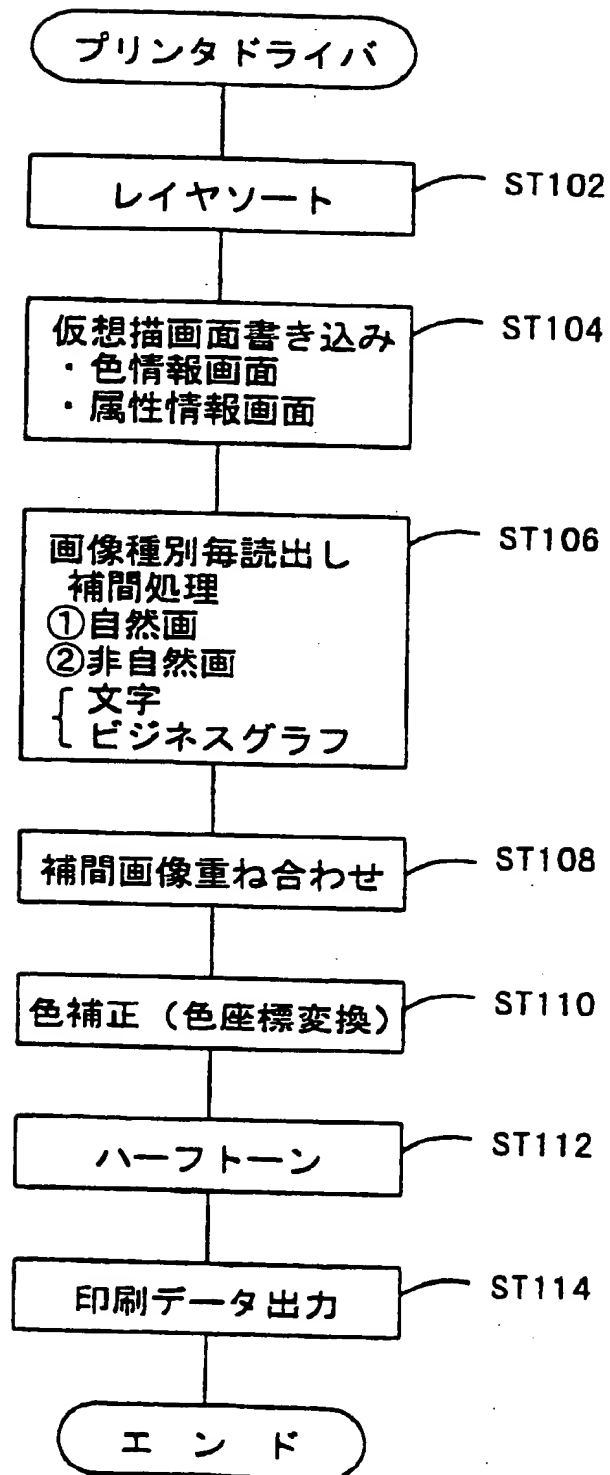 プリンタドライバ
レイヤソート
ST102
仮想描画面書き込み
・色情報画面
・属性情報画面
ST104
画像種別毎読出し
補間処理
①自然画
②非自然画
文字
ビジネスグラフ
ST106
補間画像重ね合わせ
ST108
色補正（色座標変換）
ST110
ハーフトーン
ST112
印刷データ出力
ST114
エンド